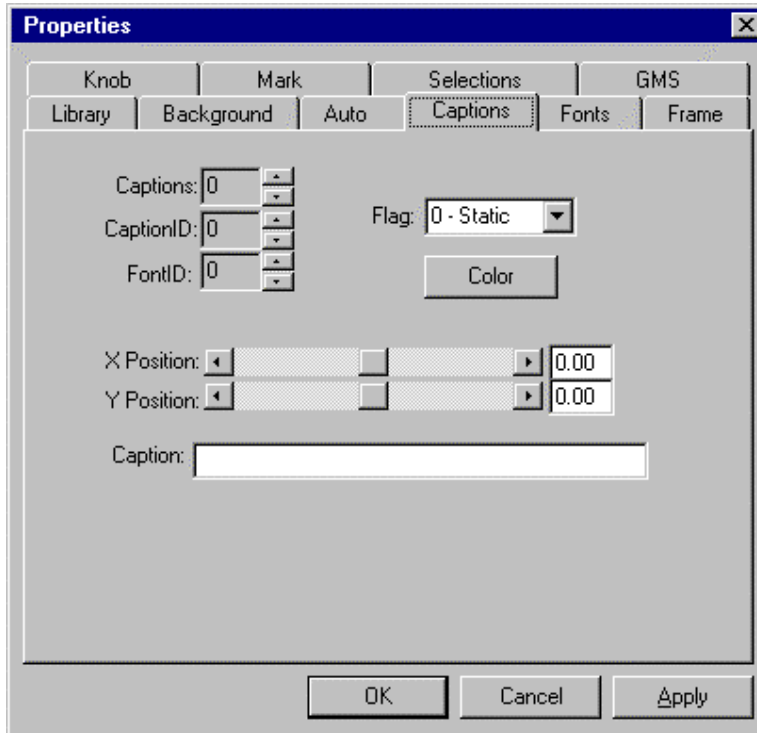 Properties
Knob Mark Selections GMS
Library Background Auto Captions Fonts Frame
Captions: 0
CaptionID: 0
FontID: 0
Flag: 0 - Static
Color
X Position: 0.00
Y Position: 0.00
Caption:
OK Cancel Apply